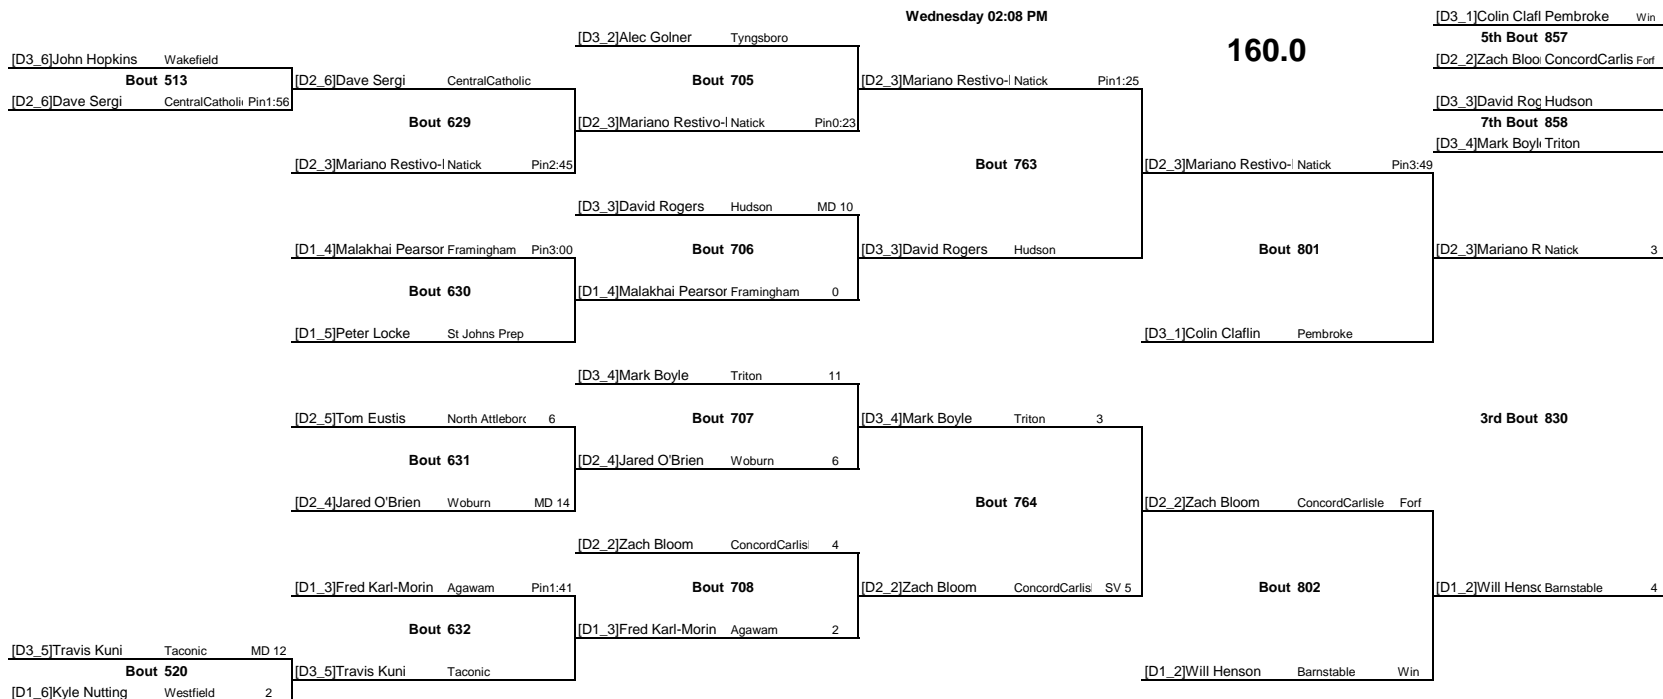 Wednesday 02:08 PM
160.0
[D3_6]John Hopkins Wakefield
Bout 513
[D2_6]Dave Sergi CentralCatholi Pin1:56
[D2_6]Dave Sergi CentralCatholic
Bout 629
[D2_3]Mariano Restivo- Natick Pin2:45
[D1_4]Malakhai Pearsor Framingham Pin3:00
Bout 630
[D1_5]Peter Locke St Johns Prep
[D2_5]Tom Eustis North Attleborc 6
Bout 631
[D2_4]Jared O'Brien Woburn MD 14
[D1_3]Fred Karl-Morin Agawam Pin1:41
Bout 632
[D3_5]Travis Kuni Taconic
[D3_5]Travis Kuni Taconic MD 12
Bout 520
[D1_6]Kyle Nutting Westfield 2
[D3_2]Alec Golner Tyngsboro
Bout 705
[D2_3]Mariano Restivo- Natick Pin0:23
[D3_3]David Rogers Hudson MD 10
Bout 706
[D1_4]Malakhai Pearsor Framingham 0
[D3_4]Mark Boyle Triton 11
Bout 707
[D2_4]Jared O'Brien Woburn 6
[D2_2]Zach Bloom ConcordCarlis 4
Bout 708
[D1_3]Fred Karl-Morin Agawam 2
[D2_3]Mariano Restivo- Natick Pin1:25
Bout 763
[D3_3]David Rogers Hudson
[D3_4]Mark Boyle Triton 3
Bout 764
[D2_2]Zach Bloom ConcordCarlis SV 5
[D2_3]Mariano Restivo- Natick Pin3:49
Bout 801
[D3_1]Colin Claflin Pembroke
[D2_2]Zach Bloom ConcordCarlisle Forf
Bout 802
[D1_2]Will Henson Barnstable Win
[D3_1]Colin Clafl Pembroke Win
5th Bout 857
[D2_2]Zach Bloo ConcordCarlis Forf
[D3_3]David Rog Hudson
7th Bout 858
[D3_4]Mark Boyl Triton
[D2_3]Mariano R Natick 3
3rd Bout 830
[D1_2]Will Hens Barnstable 4